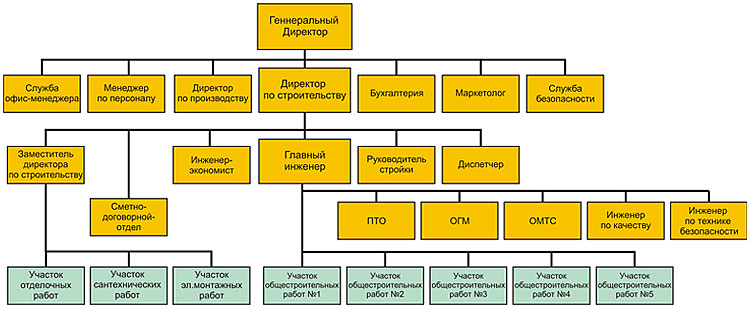 Геннеральный
Директор
Служба
офис-менеджера
Менеджер
по персоналу
Директор
по производству
Директор
по строительству
Бухгалтерия
Маркетолог
Служба
безопасности
Заместитель
директора
по строительству
Сметно-
договорной-
отдел
Инженер-
экономист
Главный
инженер
Руководитель
стройки
Диспетчер
ПТО
ОГМ
ОМТС
Инженер
по качеству
Инженер
по технике
безопасности
Участок
отделочных
работ
Участок
сантехнических
работ
Участок
эл.монтажных
работ
Участок
общестроительных
работ №1
Участок
общестроительных
работ №2
Участок
общестроительных
работ №3
Участок
общестроительных
работ №4
Участок
общестроительных
работ №5